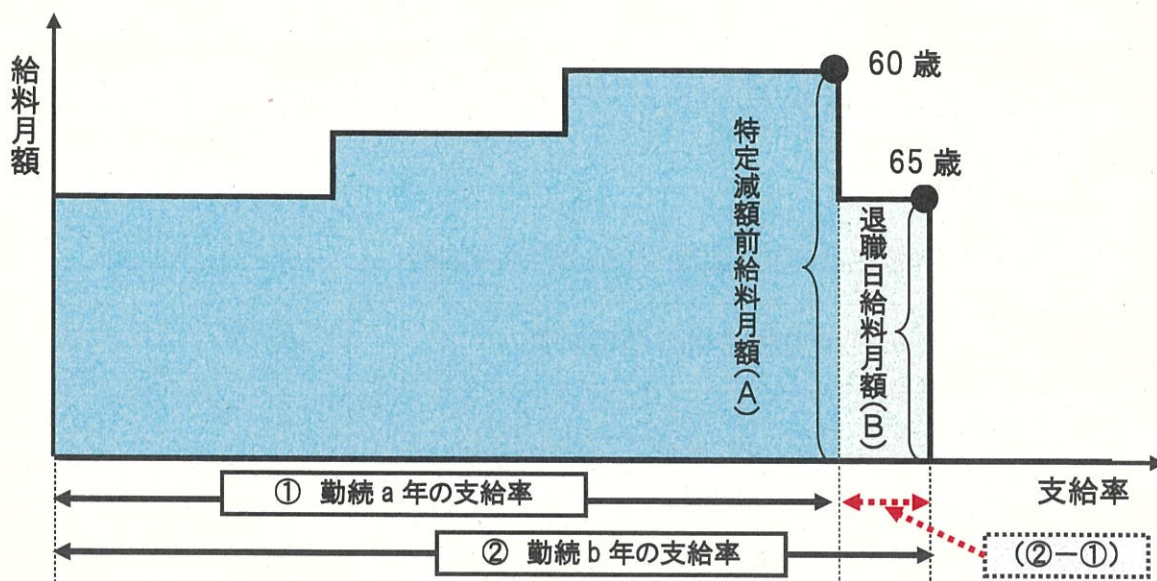 給料月額
60 歳
特定減額前給料月額(A)
65 歳
退職日給料月額(B)
① 勤続 a 年の支給率
支給率
② 勤続 b 年の支給率
(②−①)